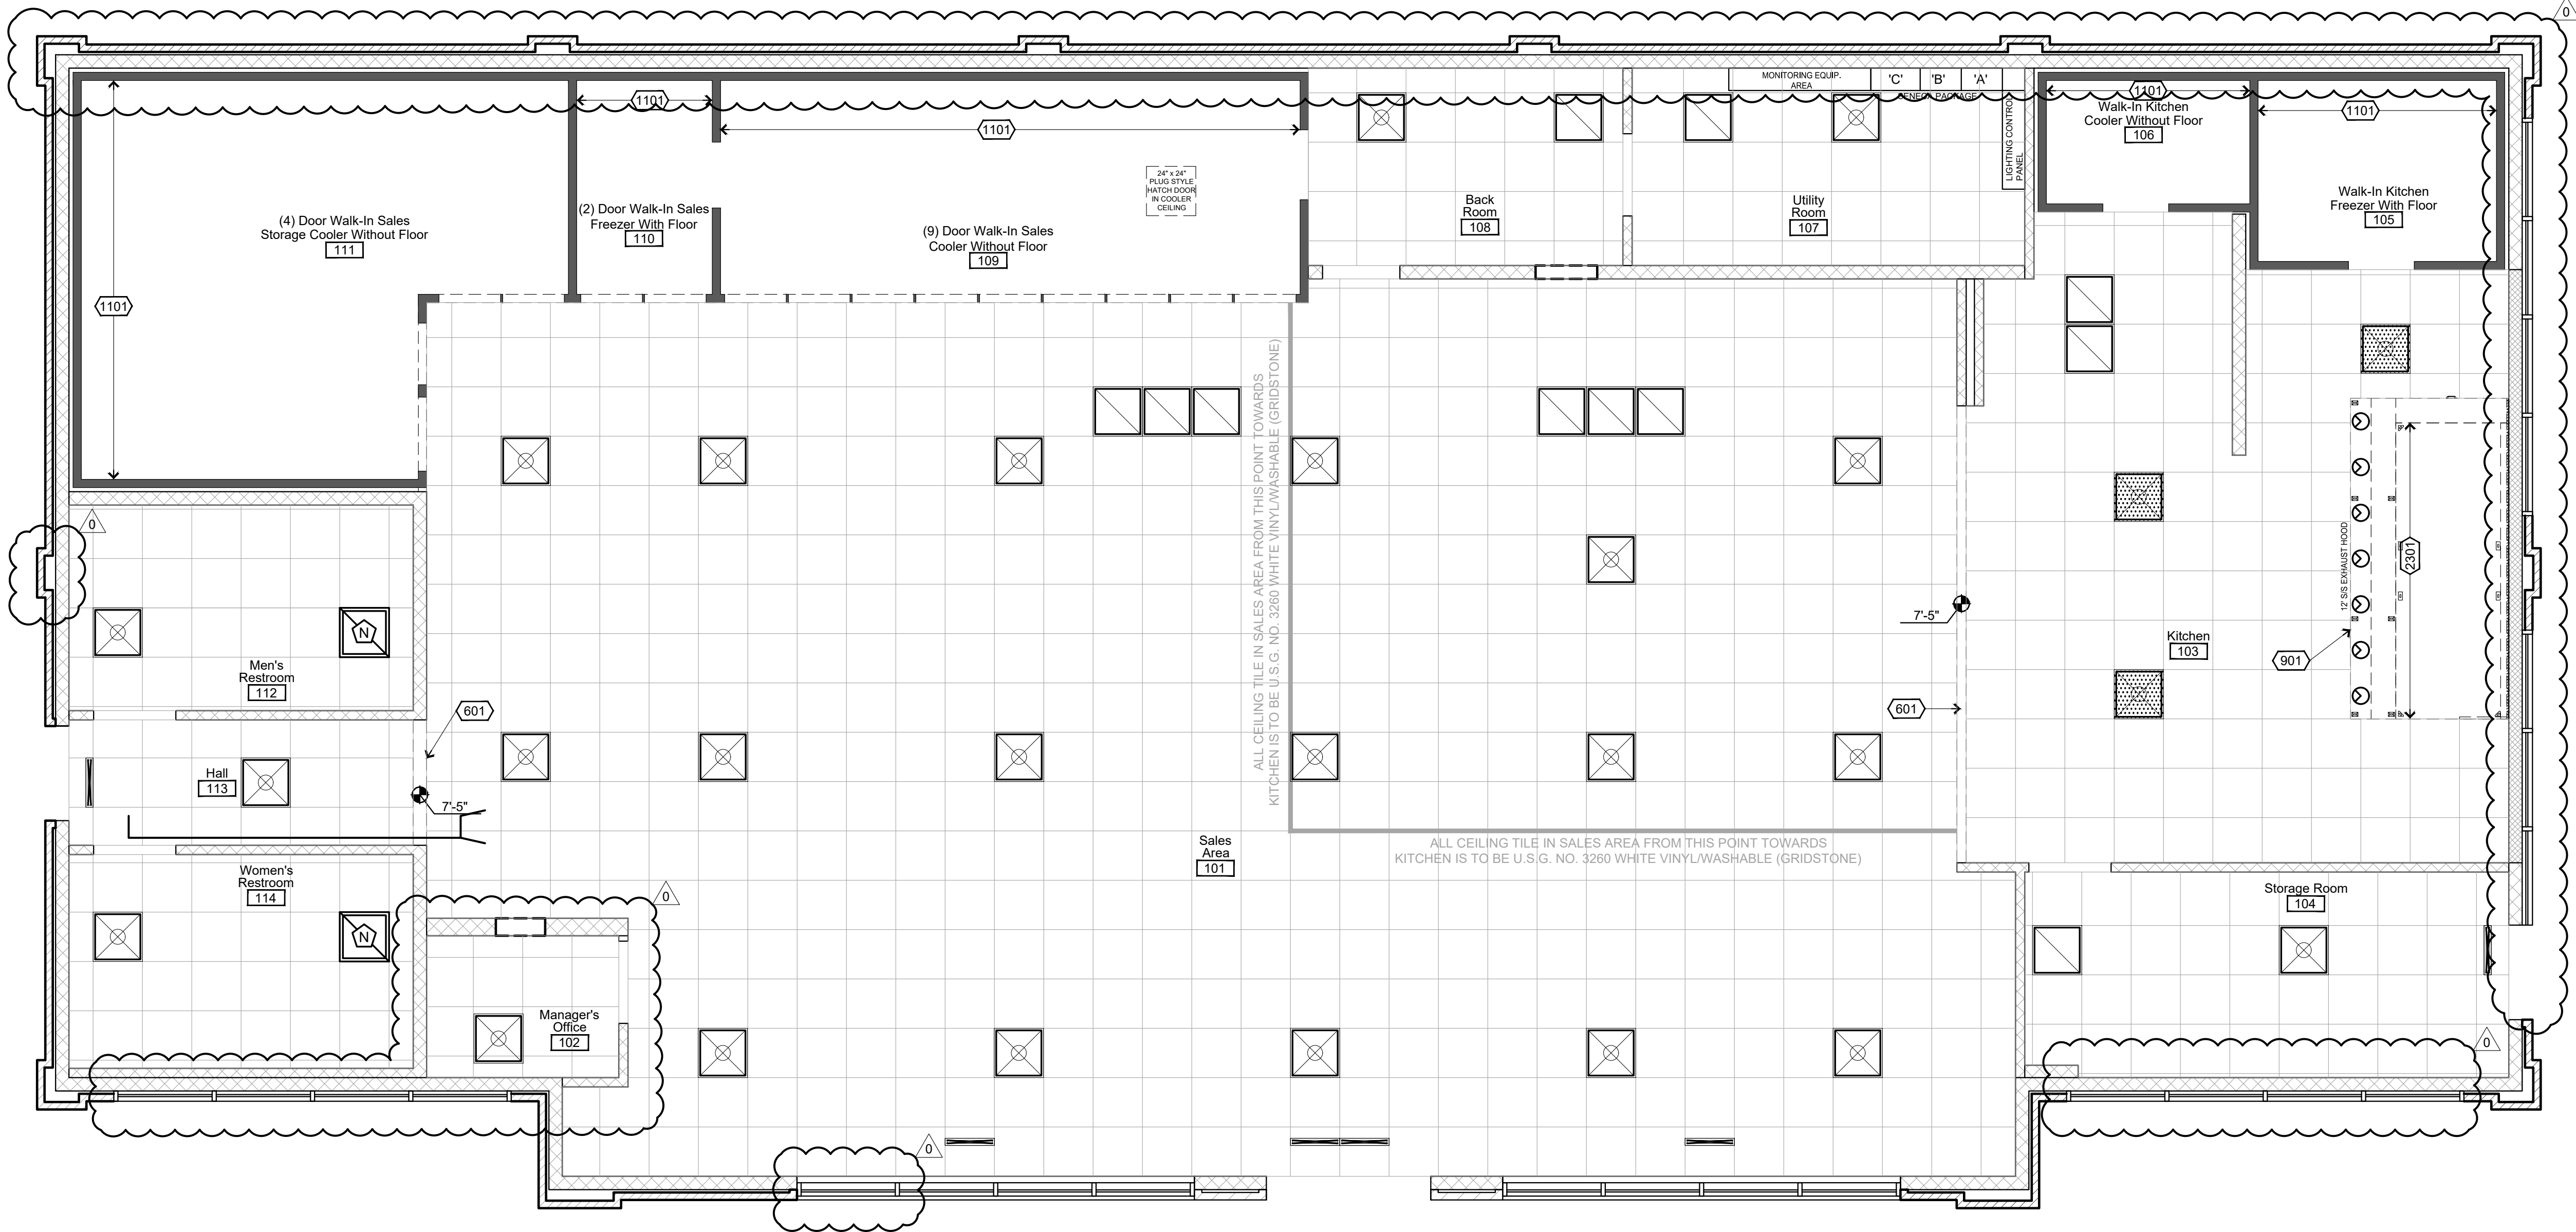 0
MONITORING EQUIP.
AREA
'C'
'B'
'A'
SENECA PACKAGE
LIGHTING CONTROL
PANEL
1101
1101
1101
1101
1101
Walk-In Kitchen
Cooler Without Floor
106
Walk-In Kitchen
Freezer With Floor
105
24" x 24"
PLUG STYLE
HATCH DOOR
IN COOLER
CEILING
(4) Door Walk-In Sales
Storage Cooler Without Floor
111
(2) Door Walk-In Sales
Freezer With Floor
110
(9) Door Walk-In Sales
Cooler Without Floor
109
Back
Room
108
Utility
Room
107
1101
0
ALL CEILING TILE IN SALES AREA FROM THIS POINT TOWARDS
KITCHEN IS TO BE U.S.G. NO. 3260 WHITE VINYL/WASHABLE (GRIDSTONE)
12' S/S EXHAUST HOOD
2301
N
Men's
Restroom
112
7'-5"
Kitchen
103
901
601
601
Hall
113
7'-5"
Sales
Area
101
ALL CEILING TILE IN SALES AREA FROM THIS POINT TOWARDS
KITCHEN IS TO BE U.S.G. NO. 3260 WHITE VINYL/WASHABLE (GRIDSTONE)
Women's
Restroom
114
0
Storage Room
104
N
Manager's
Office
102
0
0